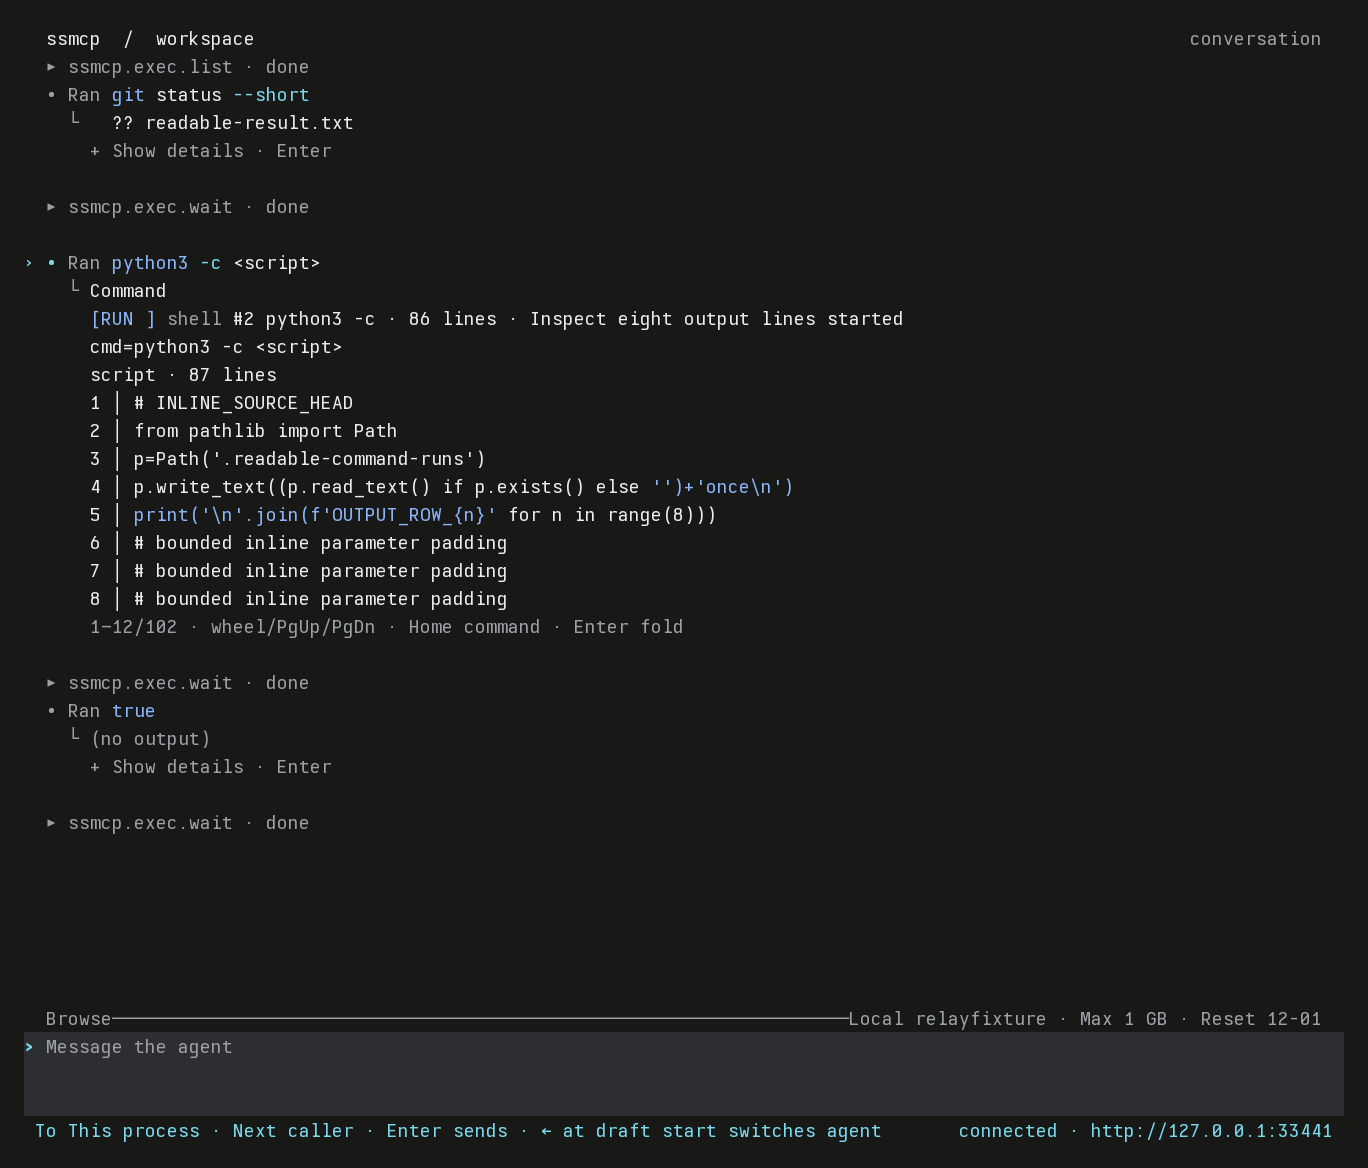 ssmcp  /  workspace conversation
▸ ssmcp.exec.list · done
• Ran git status --short
└   ?? readable-result.txt
+ Show details · Enter
▸ ssmcp.exec.wait · done
› • Ran python3 -c <script>
└ Command
[RUN ] shell #2 python3 -c · 86 lines · Inspect eight output lines started
cmd=python3 -c <script>
script · 87 lines
1 │ # INLINE_SOURCE_HEAD
2 │ from pathlib import Path
3 │ p=Path('.readable-command-runs')
4 │ p.write_text((p.read_text() if p.exists() else '')+'once\n')
5 │ print('\n'.join(f'OUTPUT_ROW_{n}' for n in range(8)))
6 │ # bounded inline parameter padding
7 │ # bounded inline parameter padding
8 │ # bounded inline parameter padding
1–12/102 · wheel/PgUp/PgDn · Home command · Enter fold
▸ ssmcp.exec.wait · done
• Ran true
└ (no output)
+ Show details · Enter
▸ ssmcp.exec.wait · done
Browse Local relayfixture · Max 1 GB · Reset 12-01
› Message the agent
To This process · Next caller · Enter sends · ← at draft start switches agent connected · http://127.0.0.1:33441